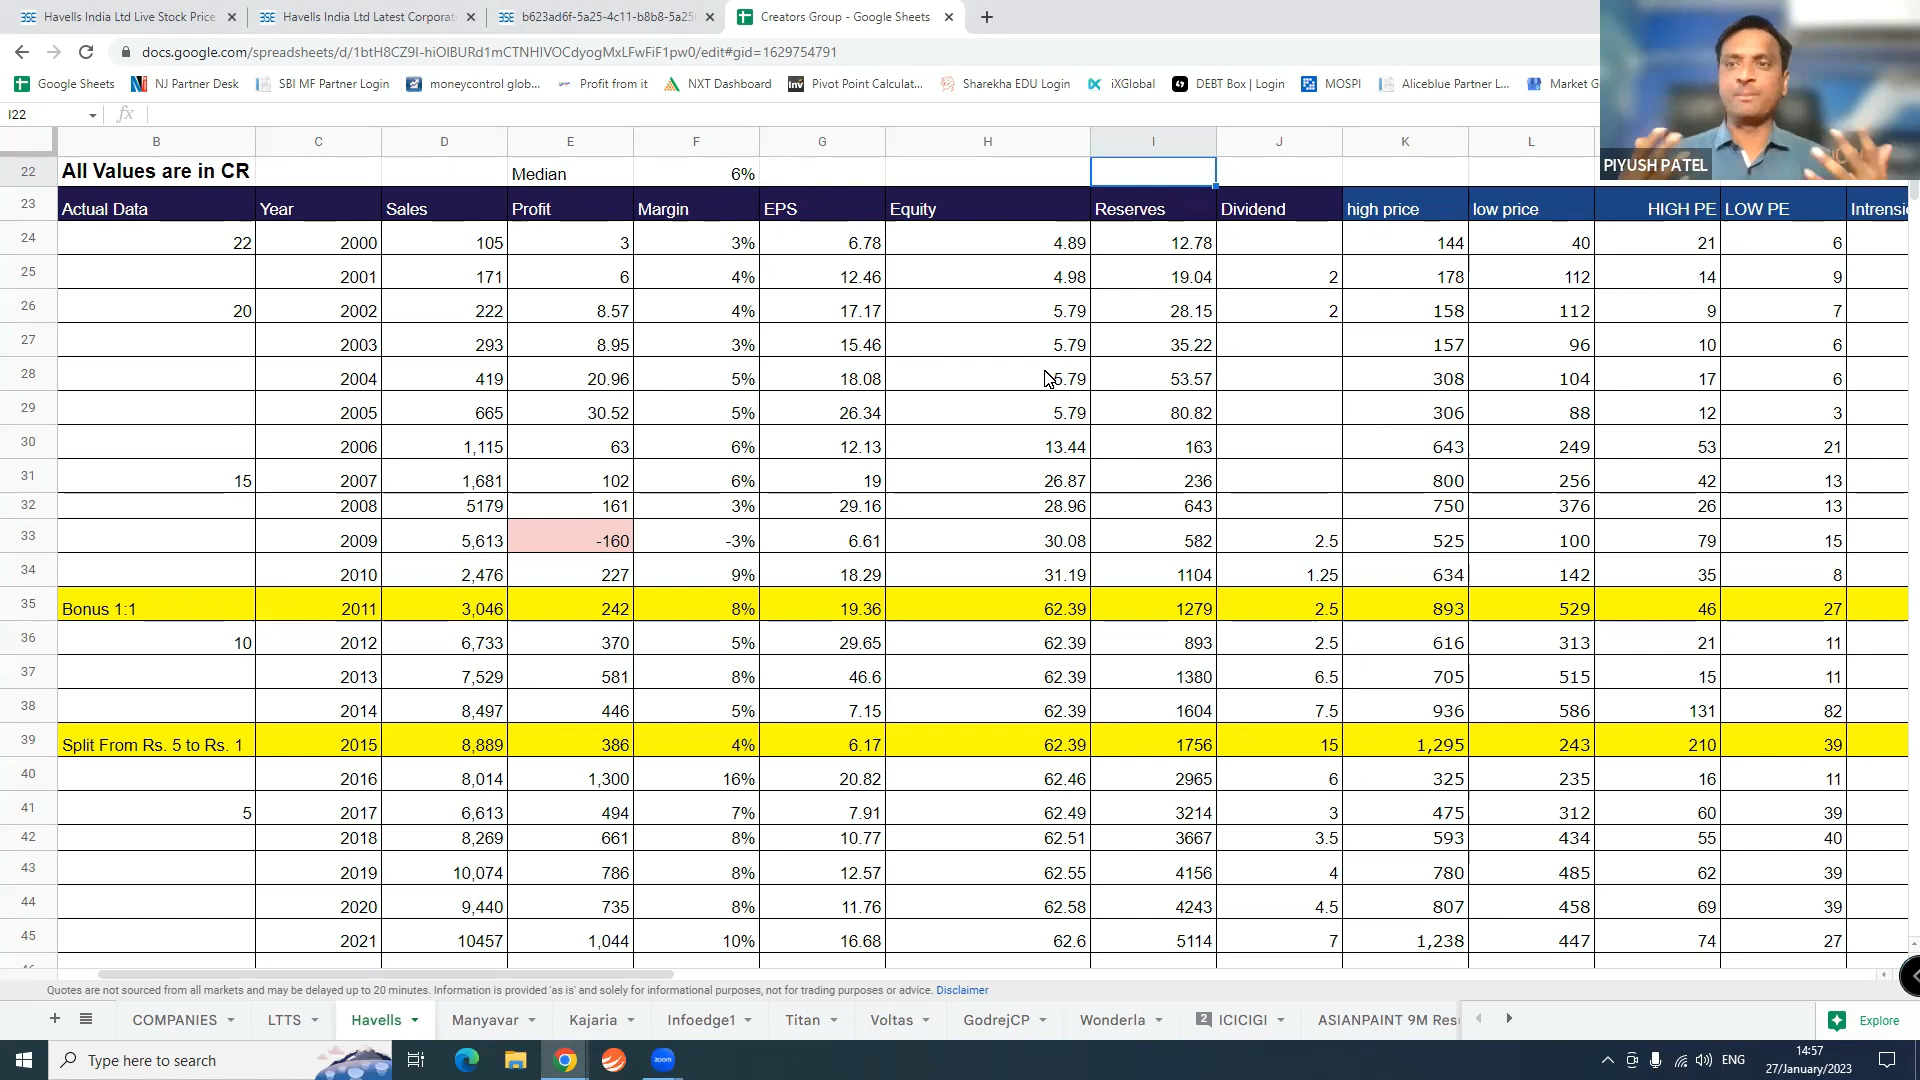 Havells India Ltd Live Stock Price
Havells India Ltd Latest Corporat
b623ad6f-5a25-4c11-b8b8-5a25
Creators Group - Google Sheets
docs.google.com/spreadsheets/d/1btH8CZ9I-hiOlBURd1mCTNHIVOCdyogMxLFwFiF1pw0/edit#gid=1629754791
Google Sheets NJ Partner Desk SBI MF Partner Login moneycontrol glob... Profit from it NXT Dashboard Pivot Point Calculat... Sharekha EDU Login iXGlobal DEBT Box | Login MOSPI Aliceblue Partner L... Market G
PIYUSH PATEL
I22 fx
B C D E F G H I J K L
22 All Values are in CR Median 6%
23 Actual Data Year Sales Profit Margin EPS Equity Reserves Dividend high price low price HIGH PE LOW PE Intrensi
24 22 2000 105 3 3% 6.78 4.89 12.78 144 40 21 6
25 2001 171 6 4% 12.46 4.98 19.04 2 178 112 14 9
26 20 2002 222 8.57 4% 17.17 5.79 28.15 2 158 112 9 7
27 2003 293 8.95 3% 15.46 5.79 35.22 157 96 10 6
28 2004 419 20.96 5% 18.08 5.79 53.57 308 104 17 6
29 2005 665 30.52 5% 26.34 5.79 80.82 306 88 12 3
30 2006 1,115 63 6% 12.13 13.44 163 643 249 53 21
31 15 2007 1,681 102 6% 19 26.87 236 800 256 42 13
32 2008 5179 161 3% 29.16 28.96 643 750 376 26 13
33 2009 5,613 -160 -3% 6.61 30.08 582 2.5 525 100 79 15
34 2010 2,476 227 9% 18.29 31.19 1104 1.25 634 142 35 8
35 Bonus 1:1 2011 3,046 242 8% 19.36 62.39 1279 2.5 893 529 46 27
36 10 2012 6,733 370 5% 29.65 62.39 893 2.5 616 313 21 11
37 2013 7,529 581 8% 46.6 62.39 1380 6.5 705 515 15 11
38 2014 8,497 446 5% 7.15 62.39 1604 7.5 936 586 131 82
39 Split From Rs. 5 to Rs. 1 2015 8,889 386 4% 6.17 62.39 1756 15 1,295 243 210 39
40 2016 8,014 1,300 16% 20.82 62.46 2965 6 325 235 16 11
41 5 2017 6,613 494 7% 7.91 62.49 3214 3 475 312 60 39
42 2018 8,269 661 8% 10.77 62.51 3667 3.5 593 434 55 40
43 2019 10,074 786 8% 12.57 62.55 4156 4 780 485 62 39
44 2020 9,440 735 8% 11.76 62.58 4243 4.5 807 458 69 39
45 2021 10457 1,044 10% 16.68 62.6 5114 7 1,238 447 74 27
Quotes are not sourced from all markets and may be delayed up to 20 minutes. Information is provided 'as is' and solely for informational purposes, not for trading purposes or advice. Disclaimer
COMPANIES LTTS Havells Manyavar Kajaria Infoedge1 Titan Voltas GodrejCP Wonderla 2 ICICIGI ASIANPAINT 9M Res Explore
Type here to search
zoom
ENG
14:57
27/January/2023